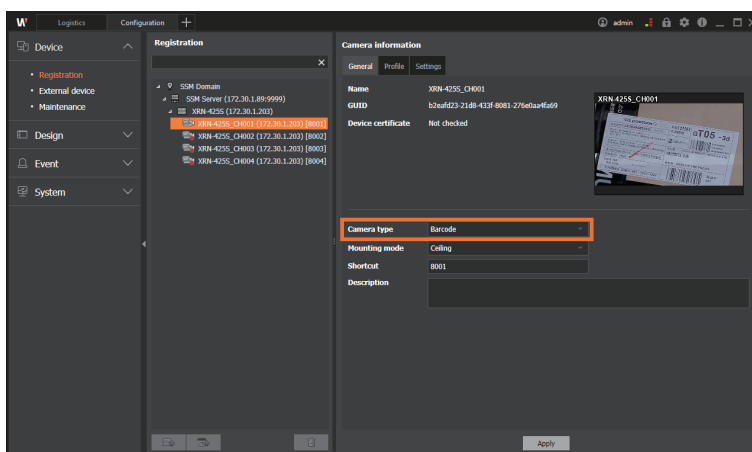 W Logistics Configuration + admin
Device
Registration
External device
Maintenance
Design
Event
System
Registration
SSM Domain
SSM Server (172.30.1.89:9999)
XRN-425S (172.30.1.203)
XRN-425S_CH001 (172.30.1.203) [8001]
XRN-425S_CH002 (172.30.1.203) [8002]
XRN-425S_CH003 (172.30.1.203) [8003]
XRN-425S_CH004 (172.30.1.203) [8004]
Camera information
General Profile Settings
Name XRN-425S_CH001
GUID b2eafd23-21d8-433f-8081-276e0aa4fa69
Device certificate Not checked
XRN-425S_CH001
GT05 -3d
Camera type Barcode
Mounting mode Ceiling
Shortcut 8001
Description
Apply